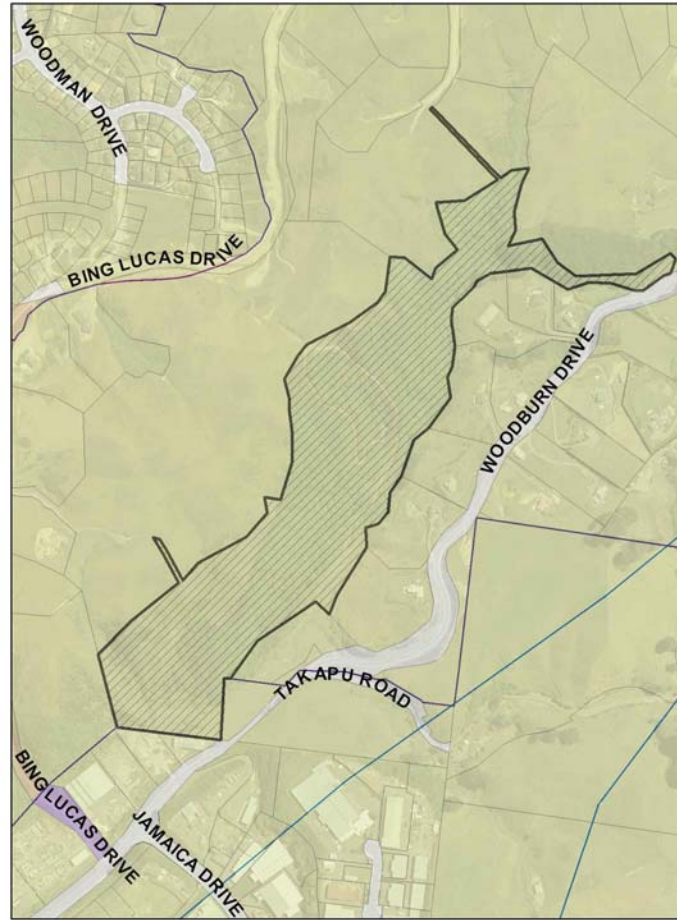 WOODMAN DRIVE
BING LUCAS DRIVE
WOODBURN DRIVE
TAKAPU ROAD
BING LUCAS DRIVE
JAMAICA DRIVE